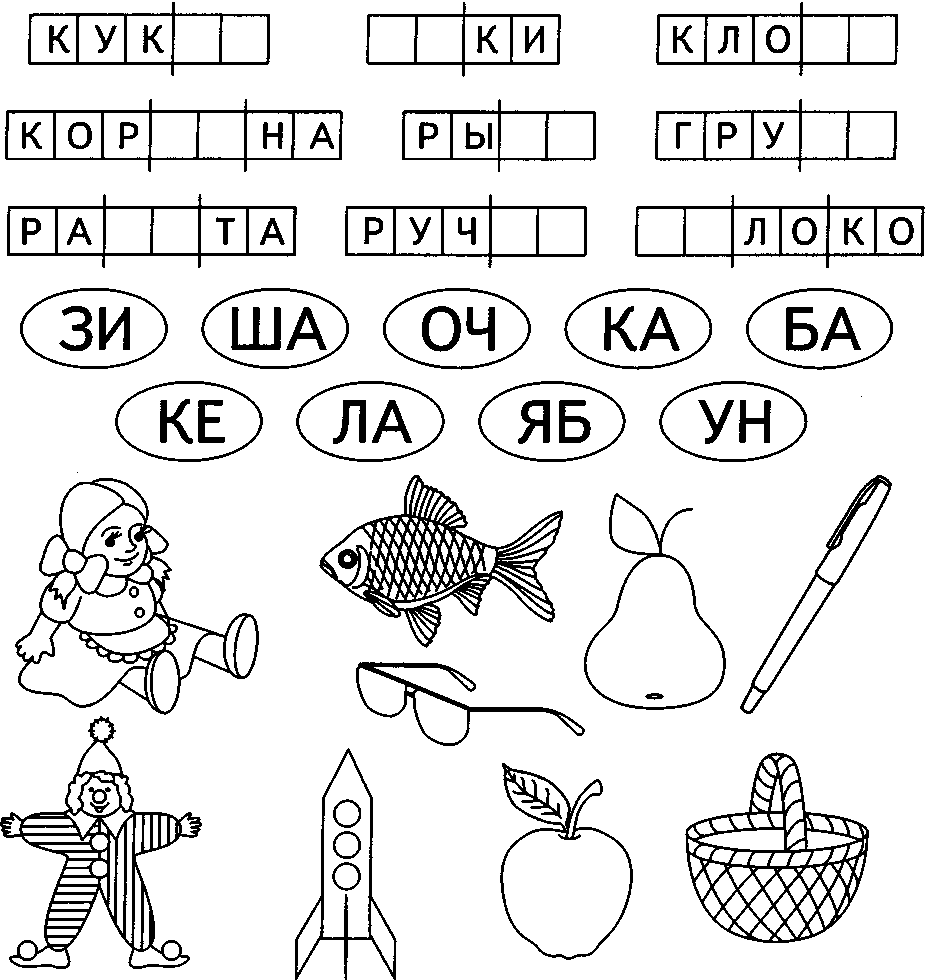 КУК КИ КЛО
КОР НА РЫ ГРУ
РА ТА РУЧ ЛОКО
ЗИ ША ОЧ КА БА
КЕ ЛА ЯБ УН